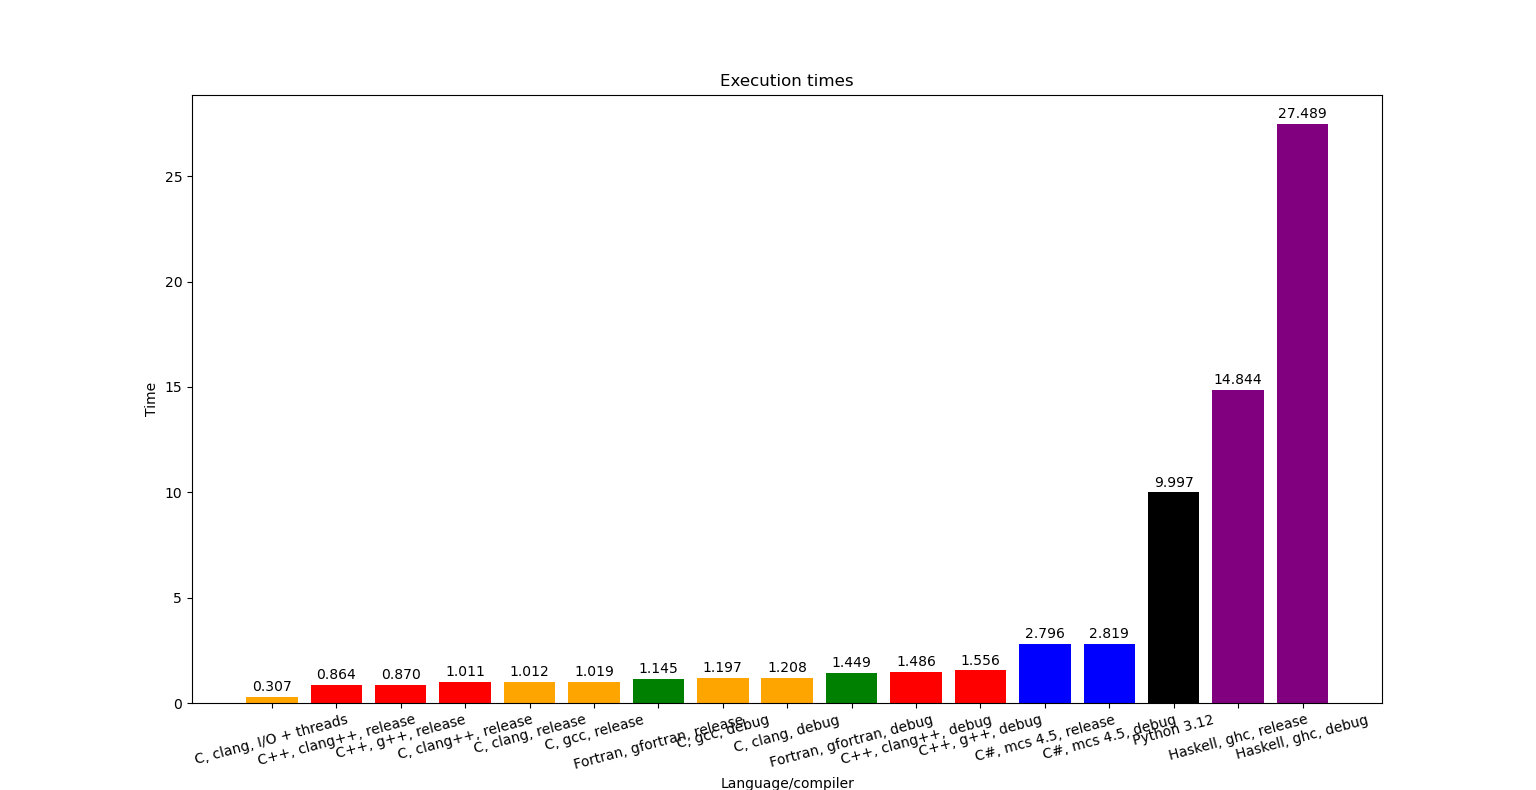 Execution times
27.489
25
20
15
14.844
10
9.997
5
2.796
2.819
0.307
0.864
0.870
1.011
1.012
1.019
1.145
1.197
1.208
1.449
1.486
1.556
0
Time
C, clang, I/O + threads
C++, clang++, release
C++, g++, release
C, clang++, release
C, clang, release
C, gcc, release
Fortran, gfortran, release
C, gcc, debug
C, clang, debug
Fortran, gfortran, debug
C++, clang++, debug
C++, g++, debug
C#, mcs 4.5, release
C#, mcs 4.5, debug
Python 3.12
Haskell, ghc, release
Haskell, ghc, debug
Language/compiler